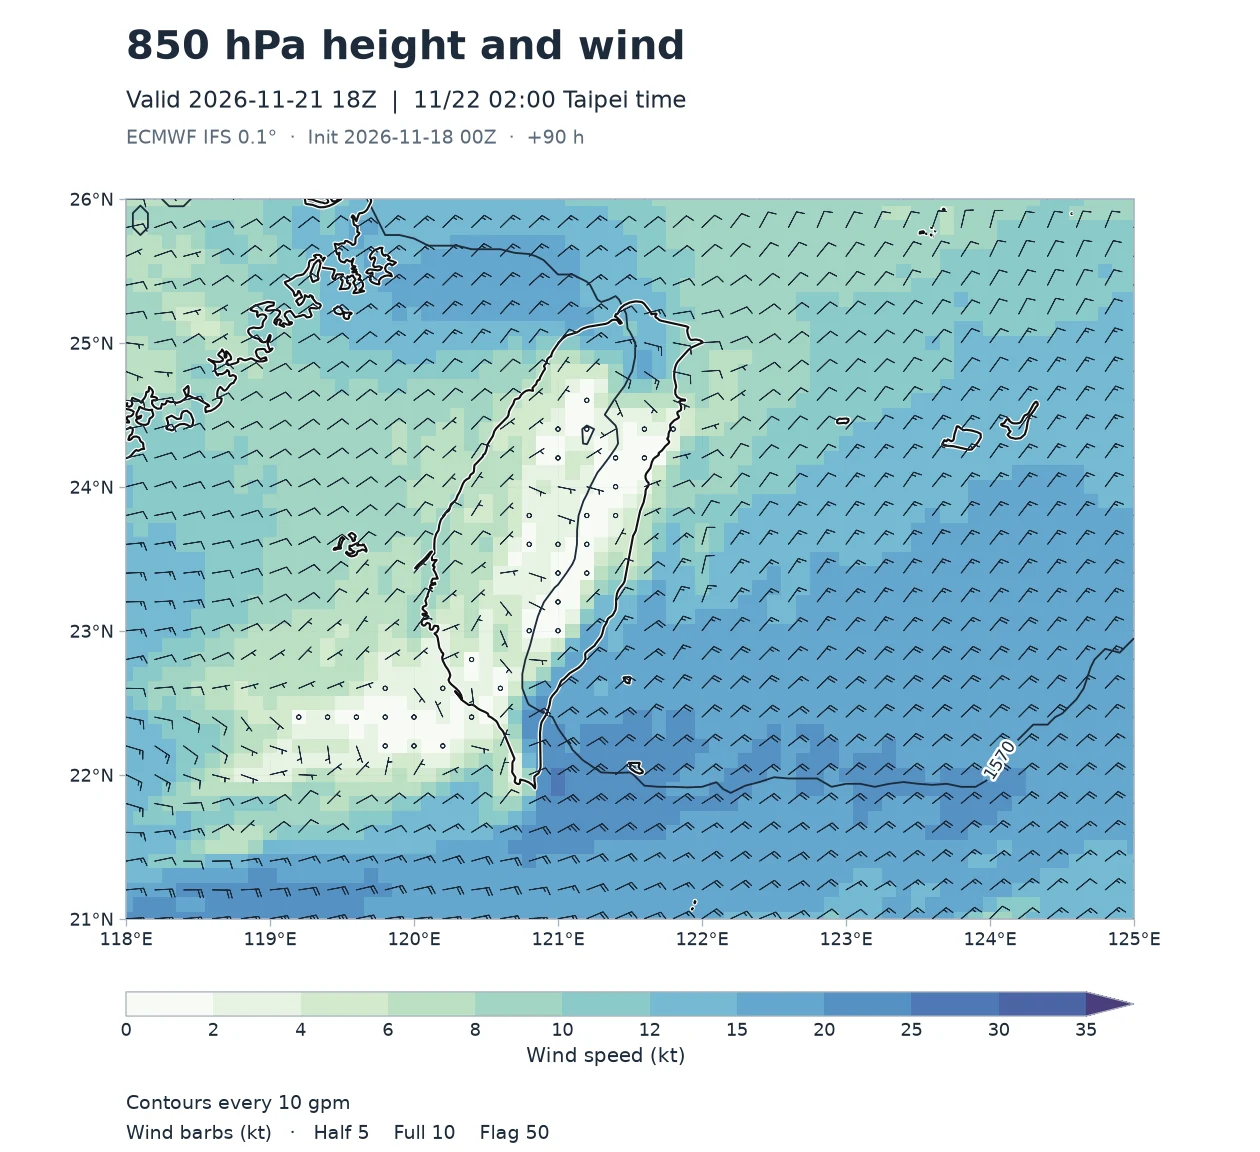 850 hPa height and wind
Valid 2026-11-21 18Z | 11/22 02:00 Taipei time
ECMWF IFS 0.1° · Init 2026-11-18 00Z · +90 h
26°N
25°N
24°N
23°N
22°N
21°N
1570
118°E 119°E 120°E 121°E 122°E 123°E 124°E 125°E
0 2 4 6 8 10 12 15 20 25 30 35
Wind speed (kt)
Contours every 10 gpm
Wind barbs (kt) · Half 5 Full 10 Flag 50